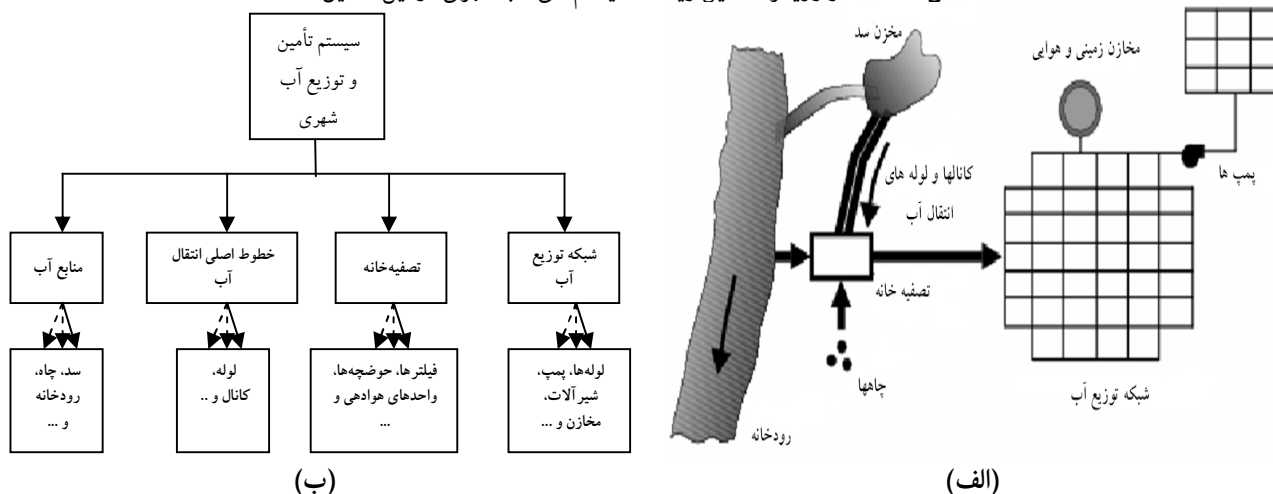 مخزن سد
مخازن زمینی و هوایی
پمپ ها
کانالها و لوله های
انتقال آب
تصفیه خانه
چاهها
رودخانه
شبکه توزیع آب
(الف)
سیستم تأمین
و توزیع آب
شهری
شبکه توزیع
آب
تصفیه‌خانه
خطوط اصلی انتقال
آب
منابع آب
لوله‌ها، پمپ،
شیرآلات،
مخازن و ...
فیلترها، حوضچه‌ها،
واحدهای هوادهی و
...
لوله،
کانال و ..
سد، چاه،
رودخانه
و ...
(ب)